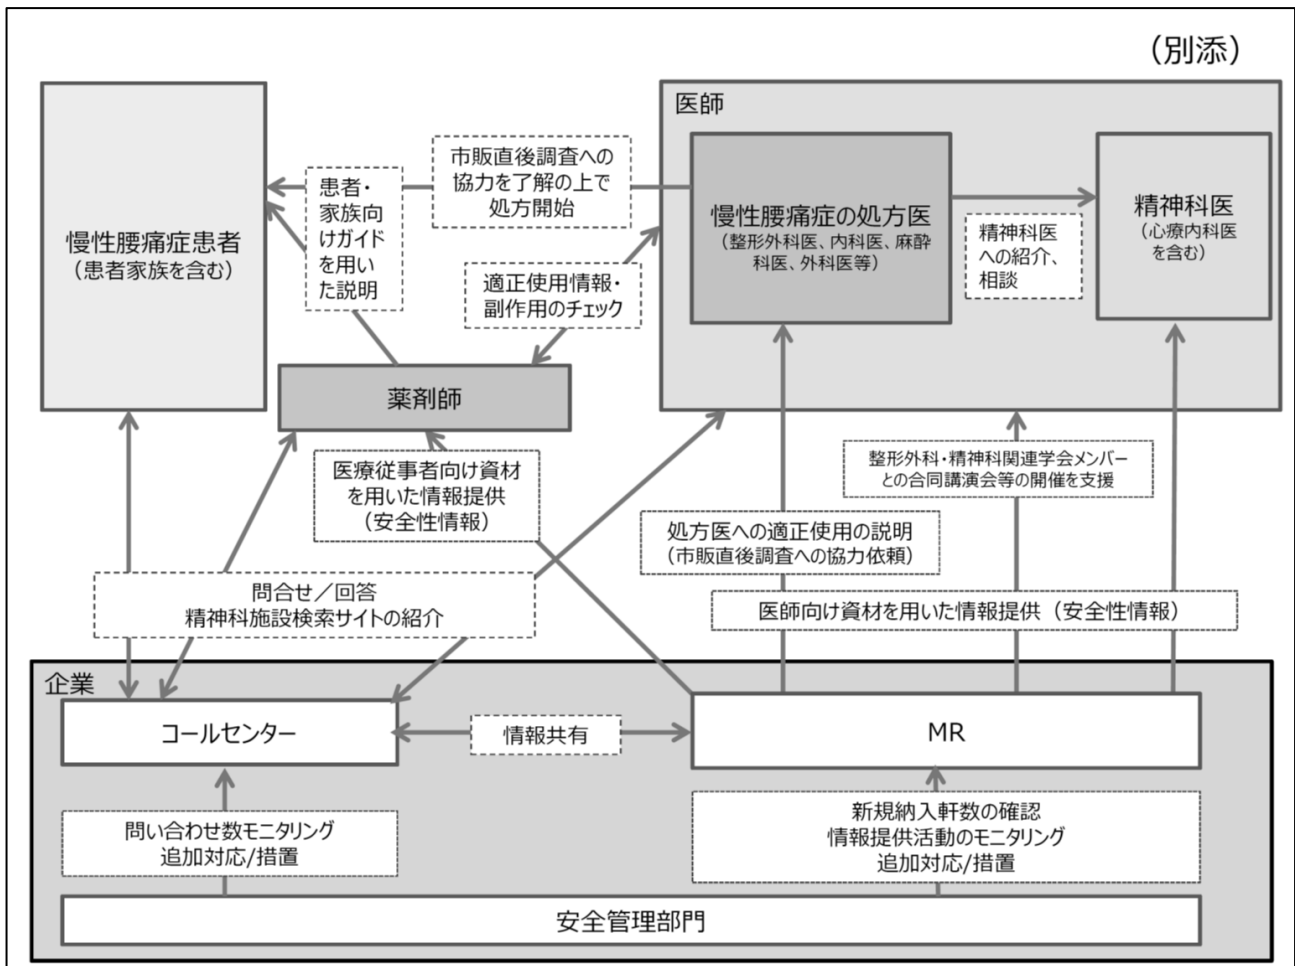 （別添）
医師
慢性腰痛症患者
（患者家族を含む）
患者・
家族向
けガイド
を用い
た説明
市販直後調査への
協力を了解の上で
処方開始
慢性腰痛症の処方医
（整形外科医、内科医、麻酔
科医、外科医等）
精神科医
への紹介、
相談
精神科医
（心療内科医
を含む）
適正使用情報・
副作用のチェック
薬剤師
医療従事者向け資材
を用いた情報提供
（安全性情報）
整形外科・精神科関連学会メンバー
との合同講演会等の開催を支援
処方医への適正使用の説明
（市販直後調査への協力依頼）
問合せ／回答
精神科施設検索サイトの紹介
医師向け資材を用いた情報提供（安全性情報）
企業
コールセンター
情報共有
MR
問い合わせ数モニタリング
追加対応/措置
新規納入軒数の確認
情報提供活動のモニタリング
追加対応/措置
安全管理部門